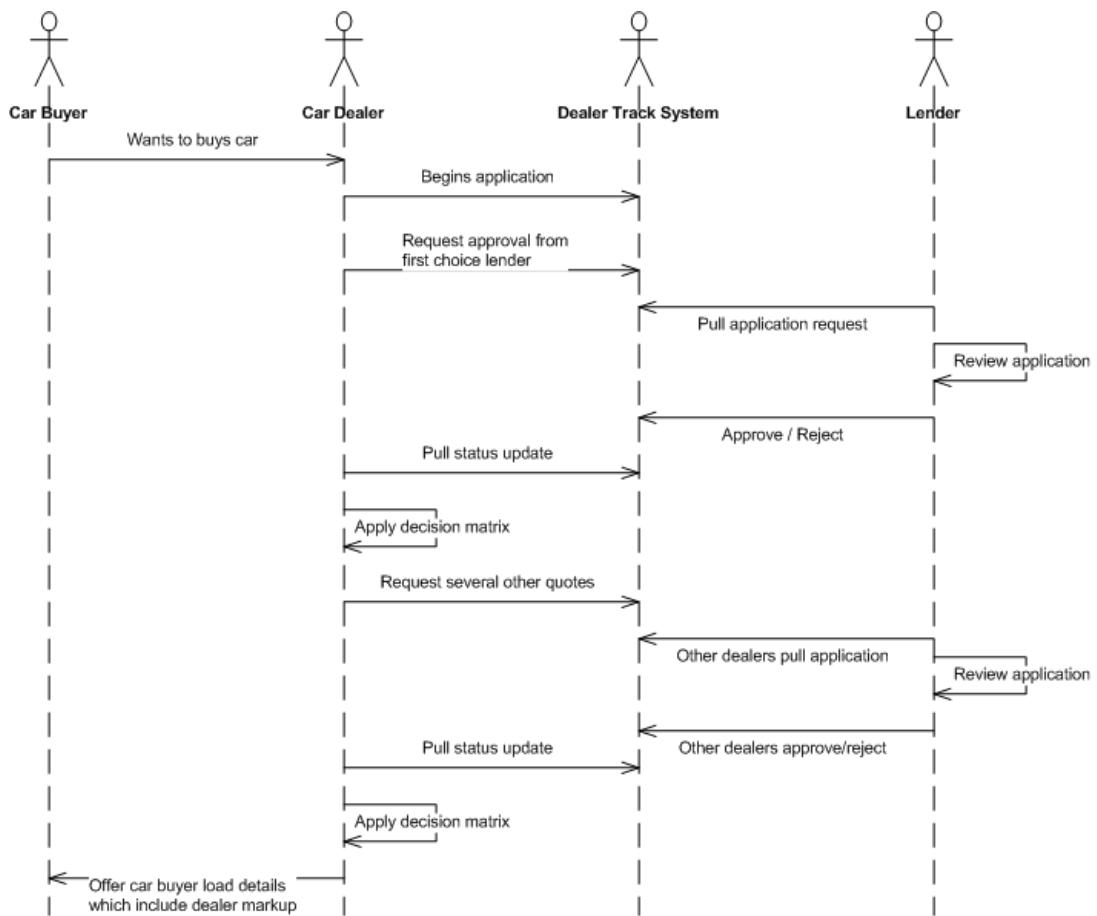 Car Buyer
Car Dealer
Dealer Track System
Lender
Wants to buys car
Begins application
Request approval from
first choice lender
Pull application request
Review application
Approve / Reject
Pull status update
Apply decision matrix
Request several other quotes
Other dealers pull application
Review application
Other dealers approve/reject
Pull status update
Apply decision matrix
Offer car buyer load details
which include dealer markup